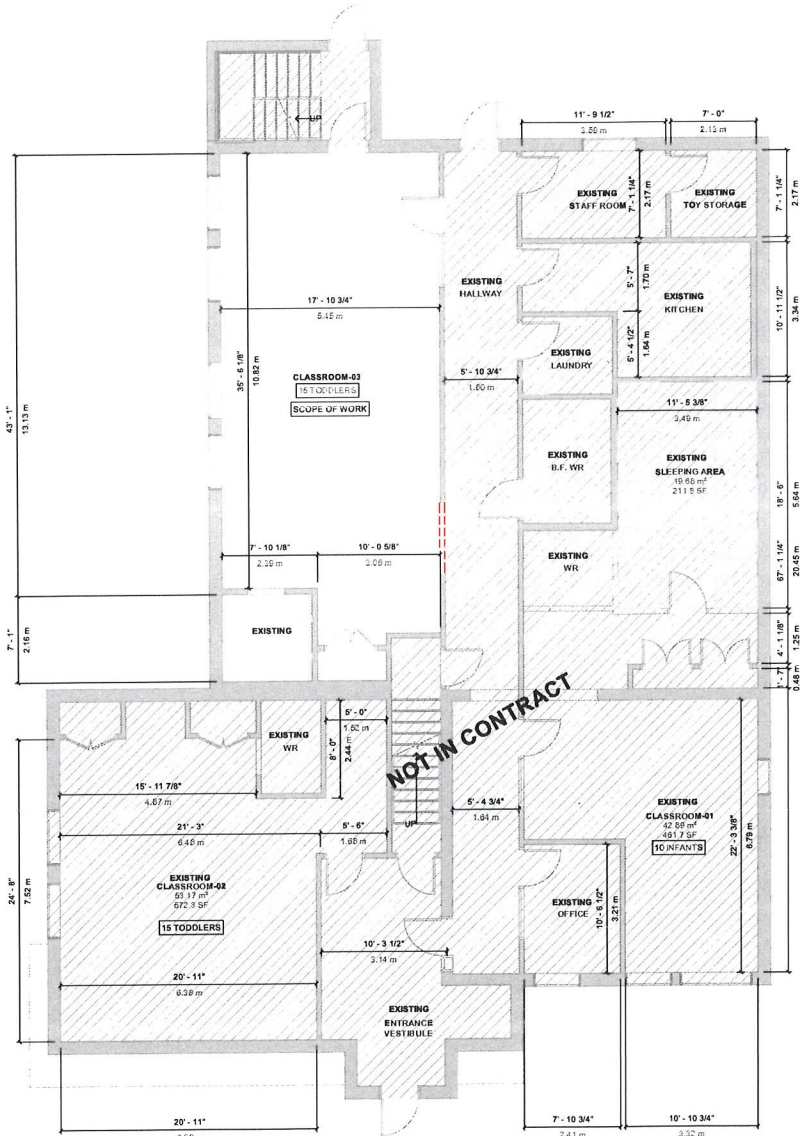 11' - 9 1/2"
3.59 m
7' - 0"
2.13 m
UP
EXISTING
STAFF ROOM
7' - 1 1/4"
2.17 m
EXISTING
TOY STORAGE
7' - 1 1/4"
2.17 m
EXISTING
HALLWAY
5' - 7"
1.70 m
EXISTING
KITCHEN
10' - 11 1/2"
3.34 m
17' - 10 3/4"
5.45 m
5' - 4 1/2"
1.64 m
EXISTING
LAUNDRY
35' - 6 1/8"
10.82 m
CLASSROOM-03
15 TODDLERS
SCOPE OF WORK
5' - 10 3/4"
1.80 m
11' - 5 3/8"
3.49 m
43' - 1"
13.13 m
EXISTING
B.F. WR
EXISTING
SLEEPING AREA
19.68 m²
211.8 SF
18' - 6"
5.64 m
67' - 1 1/4"
20.45 m
7' - 10 1/8"
2.39 m
10' - 0 5/8"
3.06 m
EXISTING
WR
7' - 1"
2.16 m
EXISTING
4' - 1 1/8"
1.25 m
1' - 7"
0.48 m
NOT IN CONTRACT
EXISTING
WR
5' - 0"
1.52 m
8' - 0"
2.44 m
15' - 11 7/8"
4.87 m
UP
5' - 4 3/4"
1.64 m
EXISTING
CLASSROOM-01
42.89 m²
461.7 SF
10 INFANTS
22' - 3 3/8"
6.79 m
21' - 3"
6.48 m
5' - 6"
1.68 m
24' - 8"
7.52 m
EXISTING
CLASSROOM-02
53.17 m²
572.3 SF
15 TODDLERS
EXISTING
OFFICE
10' - 6 1/2"
3.21 m
10' - 3 1/2"
3.14 m
20' - 11"
6.38 m
EXISTING
ENTRANCE
VESTIBULE
20' - 11"
7' - 10 3/4"
2.41 m
10' - 10 3/4"
3.32 m